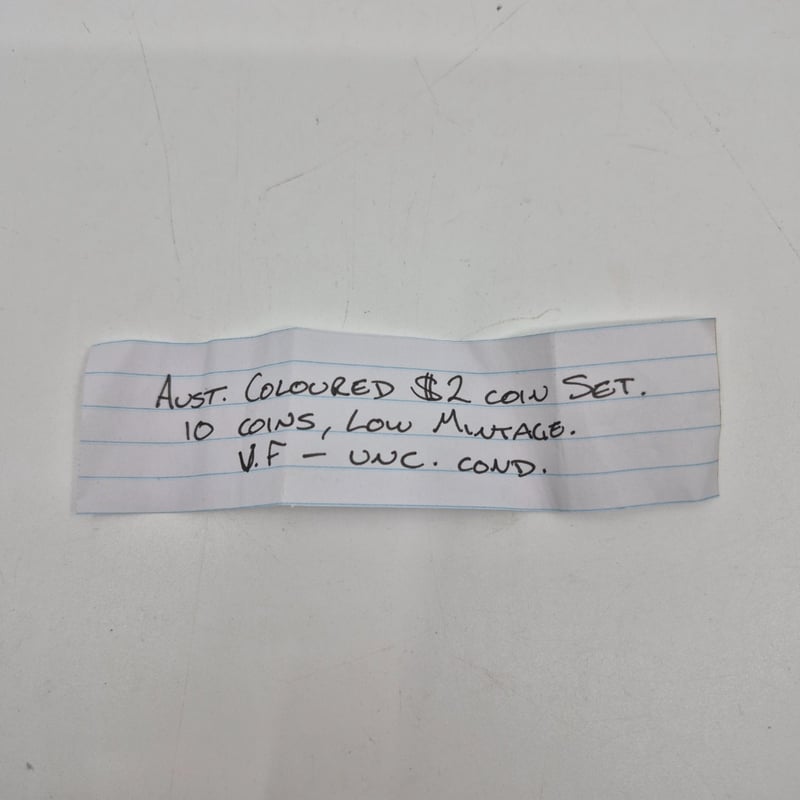 AUST. COLOURED $2 COIN SET.
10 COINS, LOW MINTAGE.
V.F - UNC. COND.